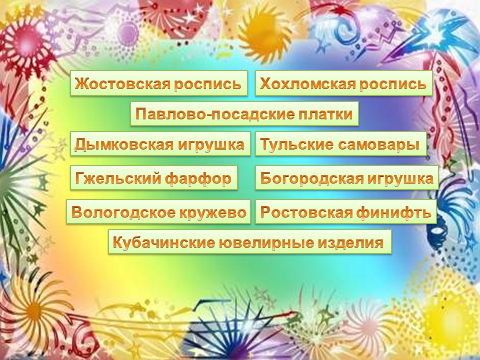 Жостовская роспись Хохломская роспись
Павлово-посадские платки
Дымковская игрушка Тульские самовары
Гжельский фарфор Богородская игрушка
Вологодское кружево Ростовская финифть
Кубачинские ювелирные изделия